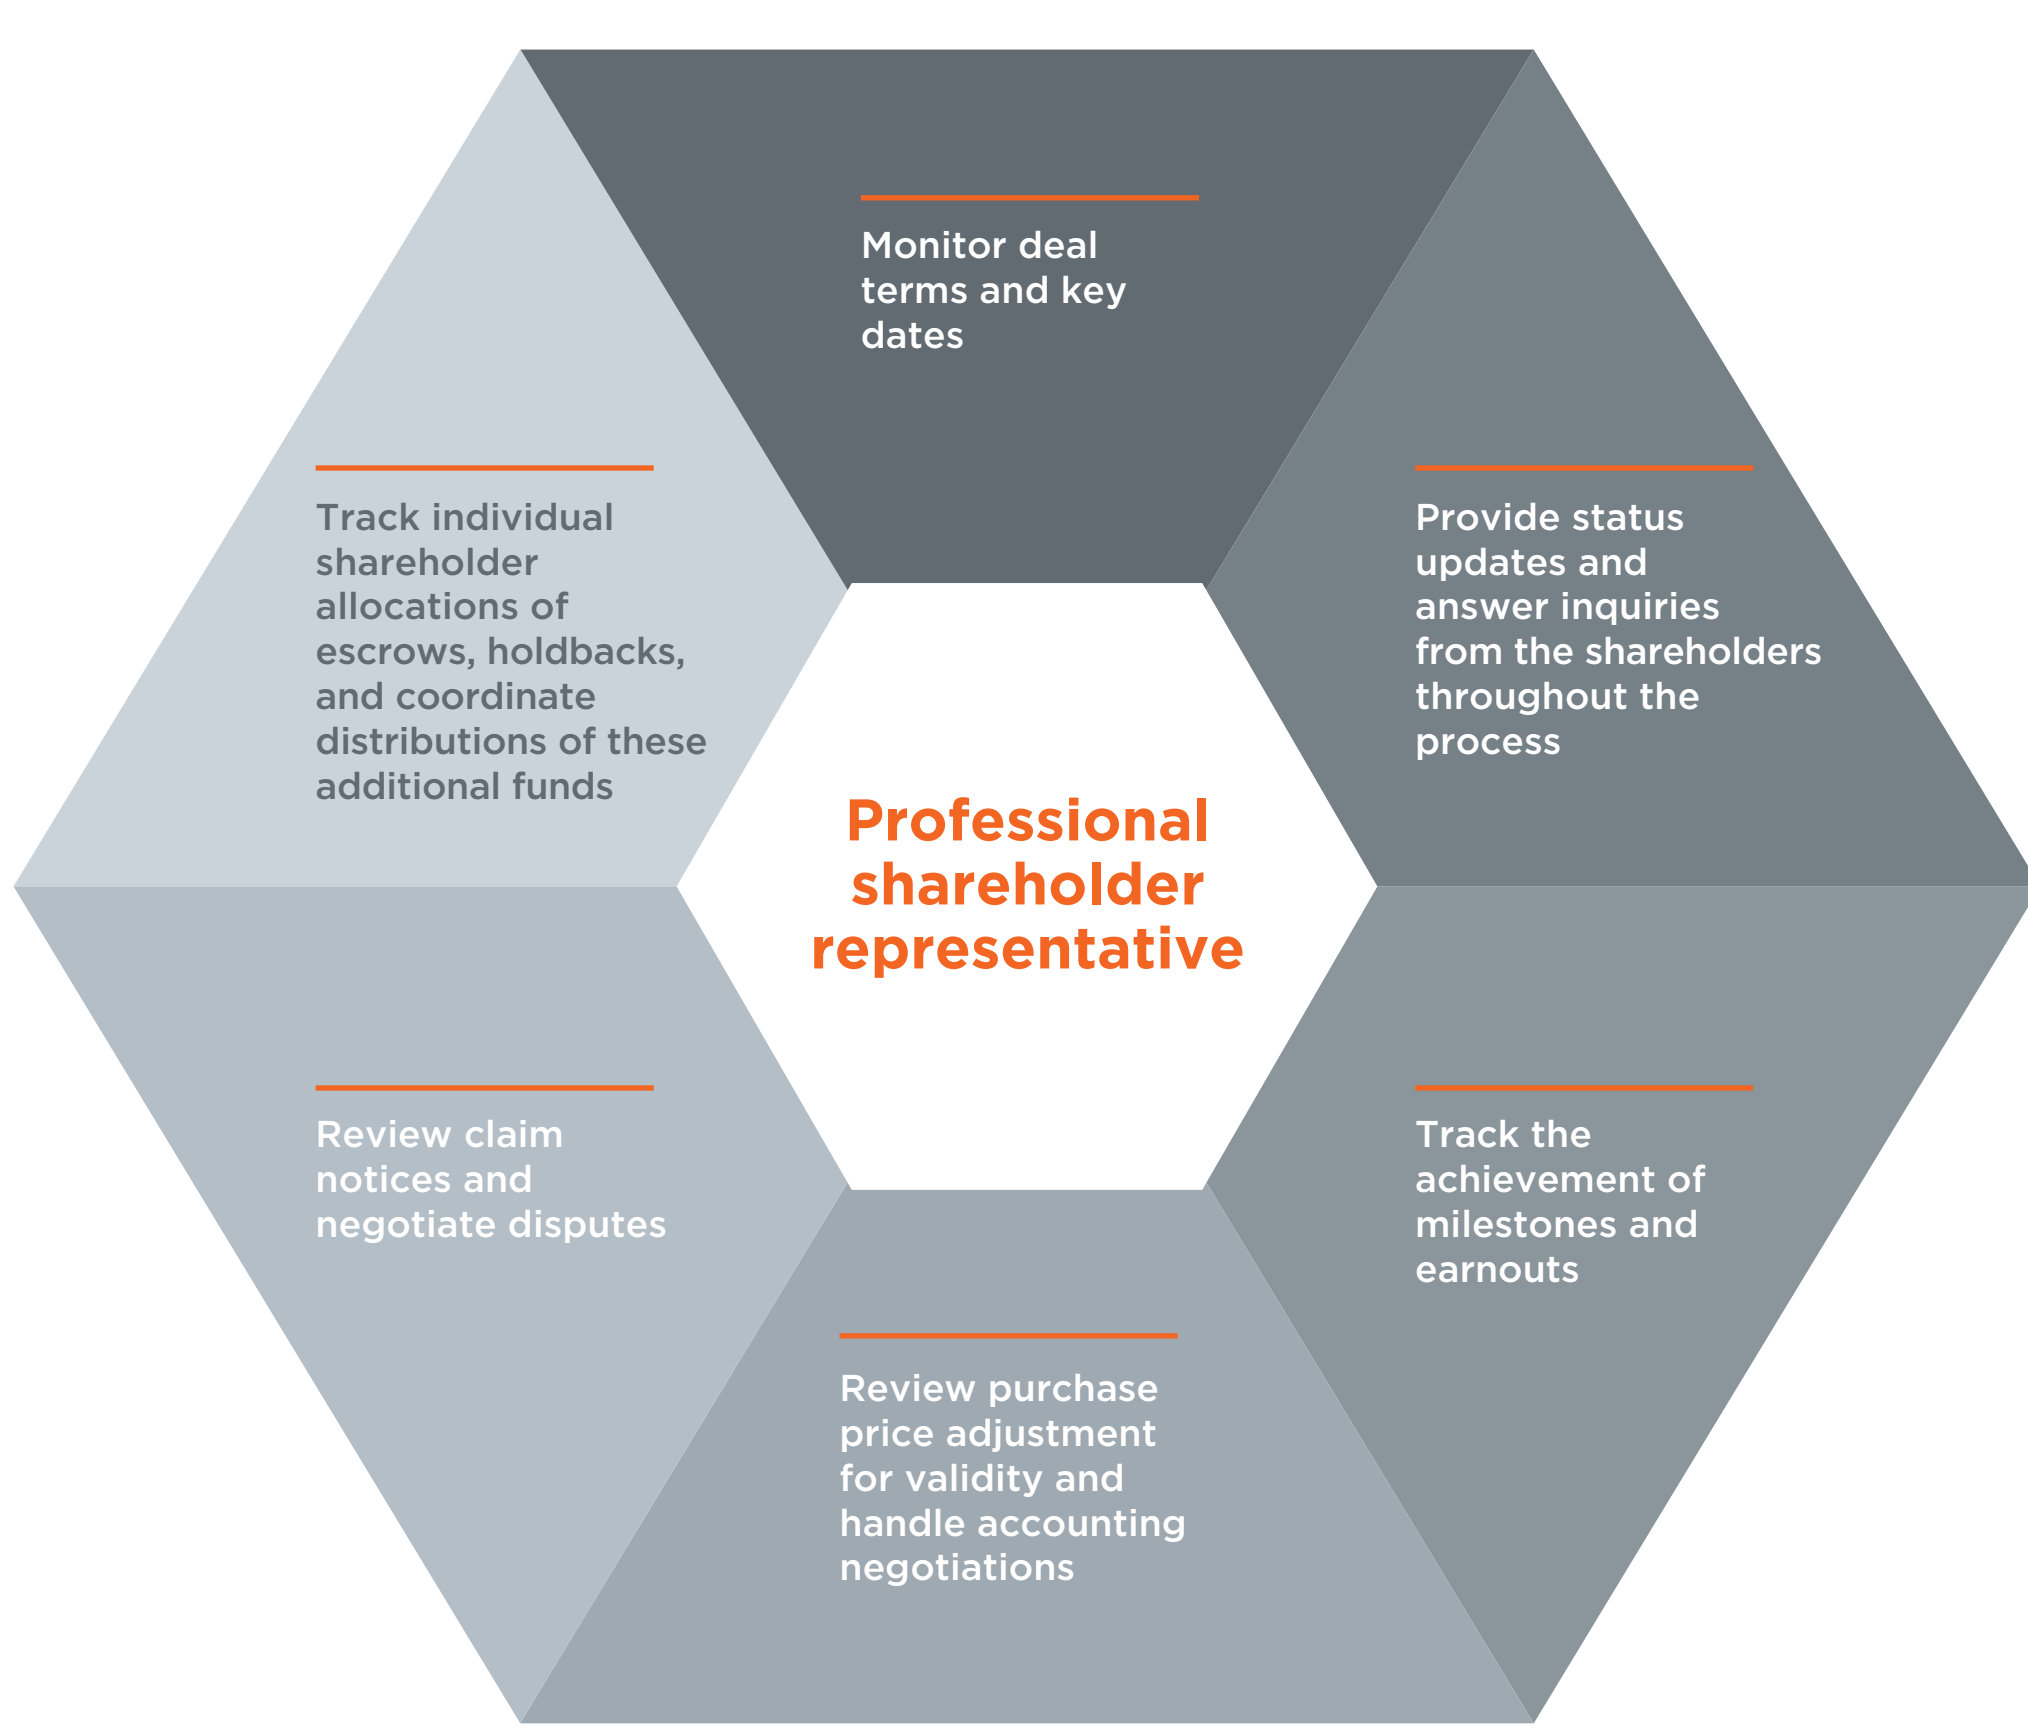 Monitor deal
terms and key
dates
Provide status
updates and
answer inquiries
from the shareholders
throughout the
process
Track the
achievement of
milestones and
earnouts
Review purchase
price adjustment
for validity and
handle accounting
negotiations
Review claim
notices and
negotiate disputes
Track individual
shareholder
allocations of
escrows, holdbacks,
and coordinate
distributions of these
additional funds
Professional
shareholder
representative